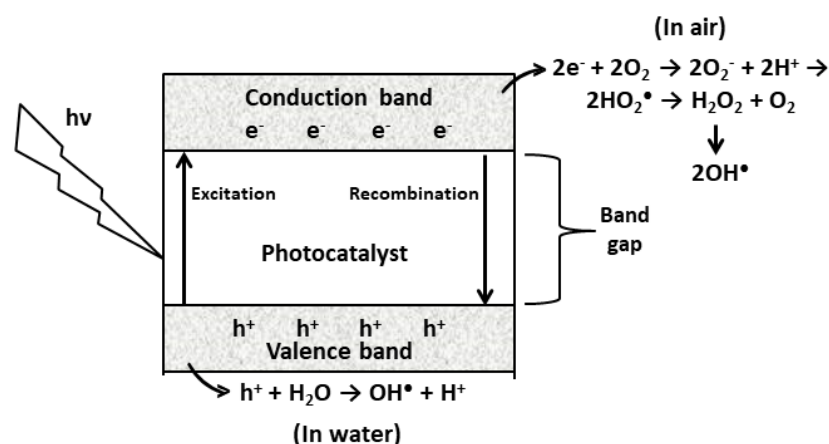 (In air)
2e⁻ + 2O₂ → 2O₂⁻ + 2H⁺ →
2HO₂• → H₂O₂ + O₂
↓
2OH•
hν
Conduction band
e⁻ e⁻ e⁻ e⁻
Excitation
Recombination
Band
gap
Photocatalyst
h⁺ h⁺ h⁺ h⁺
Valence band
h⁺ + H₂O → OH• + H⁺
(In water)